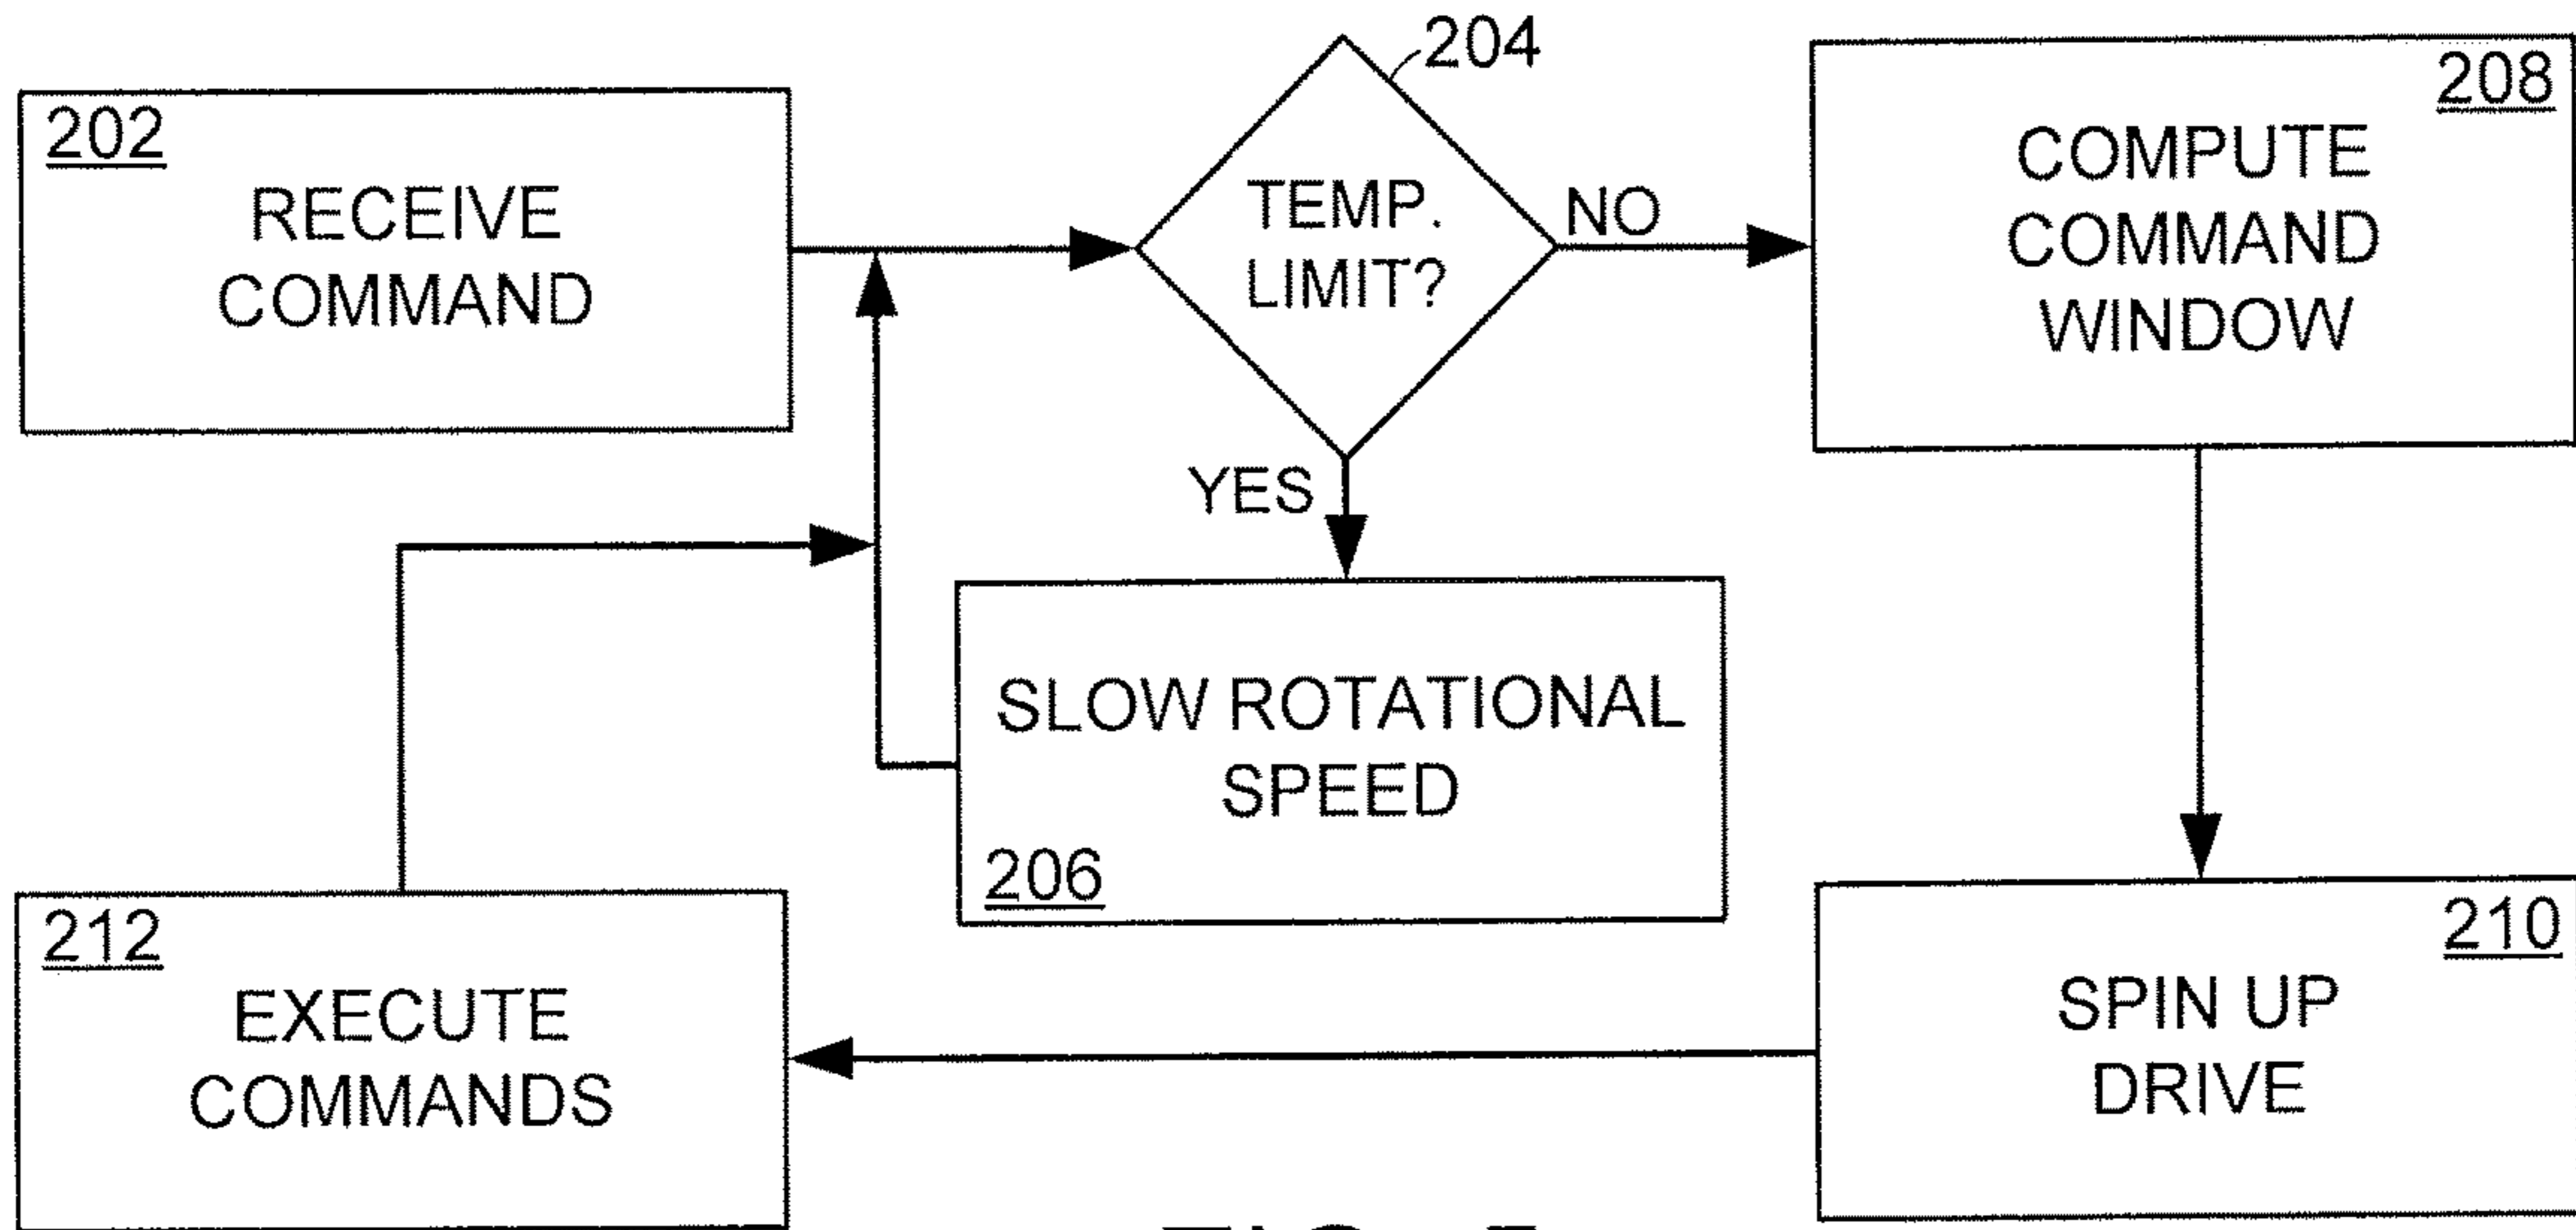 202
RECEIVE
COMMAND
204
TEMP.
LIMIT?
NO
YES
208
COMPUTE
COMMAND
WINDOW
SLOW ROTATIONAL
SPEED
206
210
SPIN UP
DRIVE
212
EXECUTE
COMMANDS